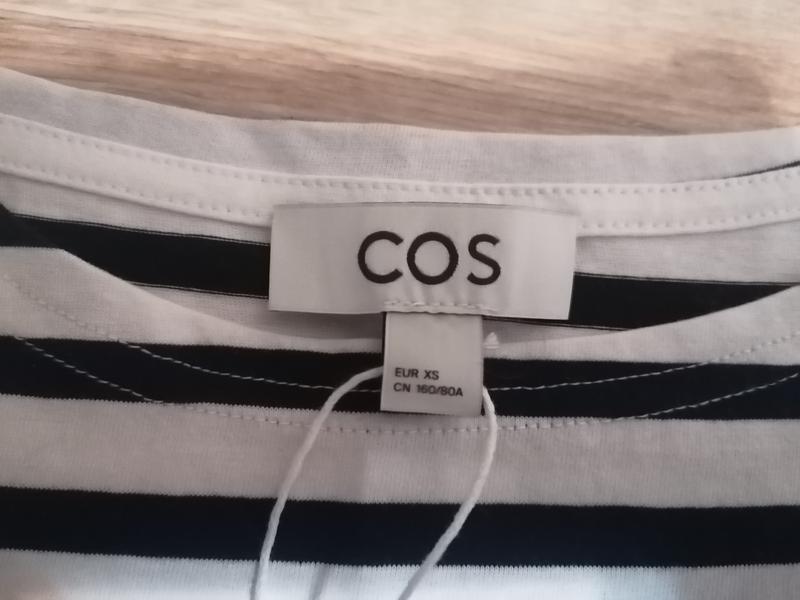 COS
EUR XS
CN 160/80A